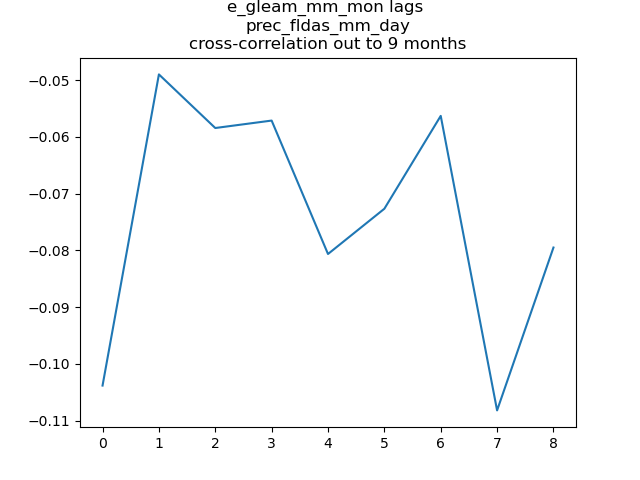 e_gleam_mm_mon lags
prec_fldas_mm_day
cross-correlation out to 9 months
−0.05
−0.06
−0.07
−0.08
−0.09
−0.10
−0.11
0 1 2 3 4 5 6 7 8